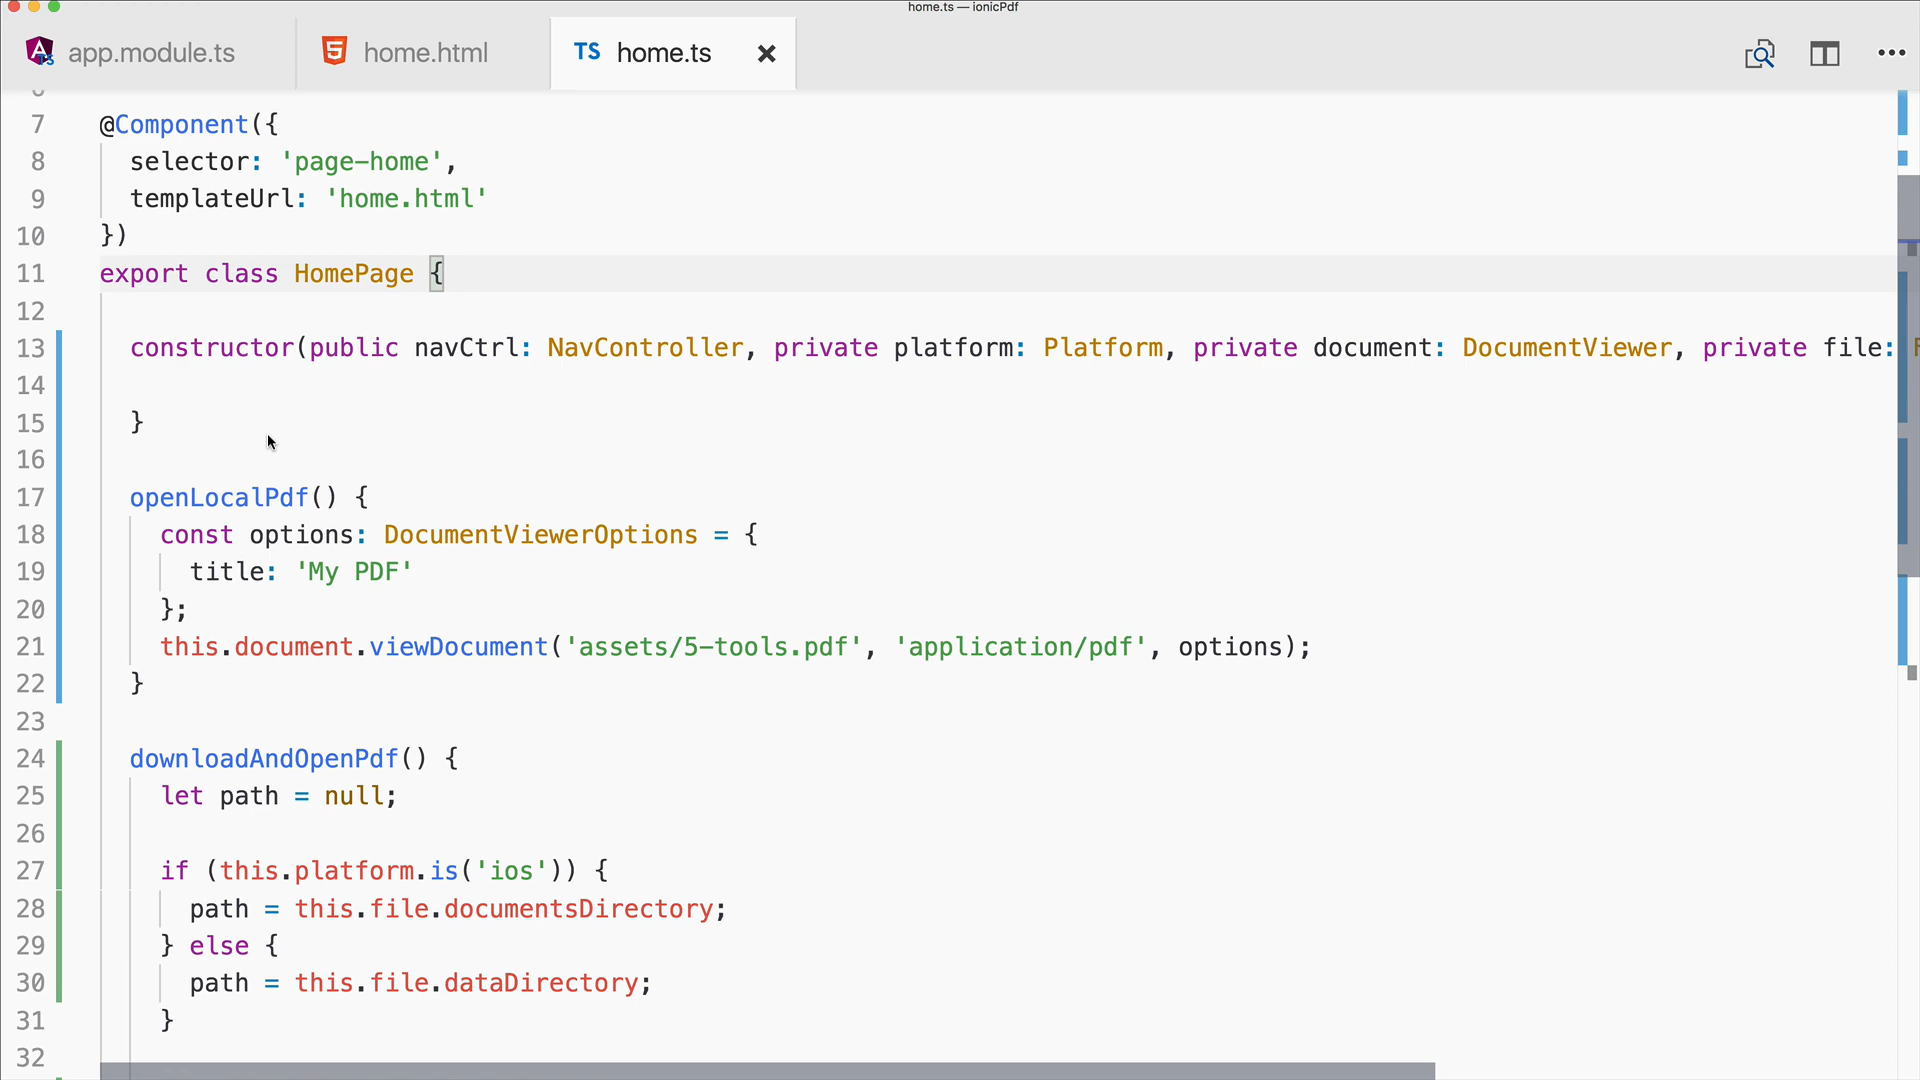 home.ts — ionicPdf
app.module.ts
home.html
TS home.ts
7 @Component({
8 selector: 'page-home',
9 templateUrl: 'home.html'
10 })
11 export class HomePage {
12
13 constructor(public navCtrl: NavController, private platform: Platform, private document: DocumentViewer, private file:
14
15 }
16
17 openLocalPdf() {
18 const options: DocumentViewerOptions = {
19 title: 'My PDF'
20 };
21 this.document.viewDocument('assets/5-tools.pdf', 'application/pdf', options);
22 }
23
24 downloadAndOpenPdf() {
25 let path = null;
26
27 if (this.platform.is('ios')) {
28 path = this.file.documentsDirectory;
29 } else {
30 path = this.file.dataDirectory;
31 }
32